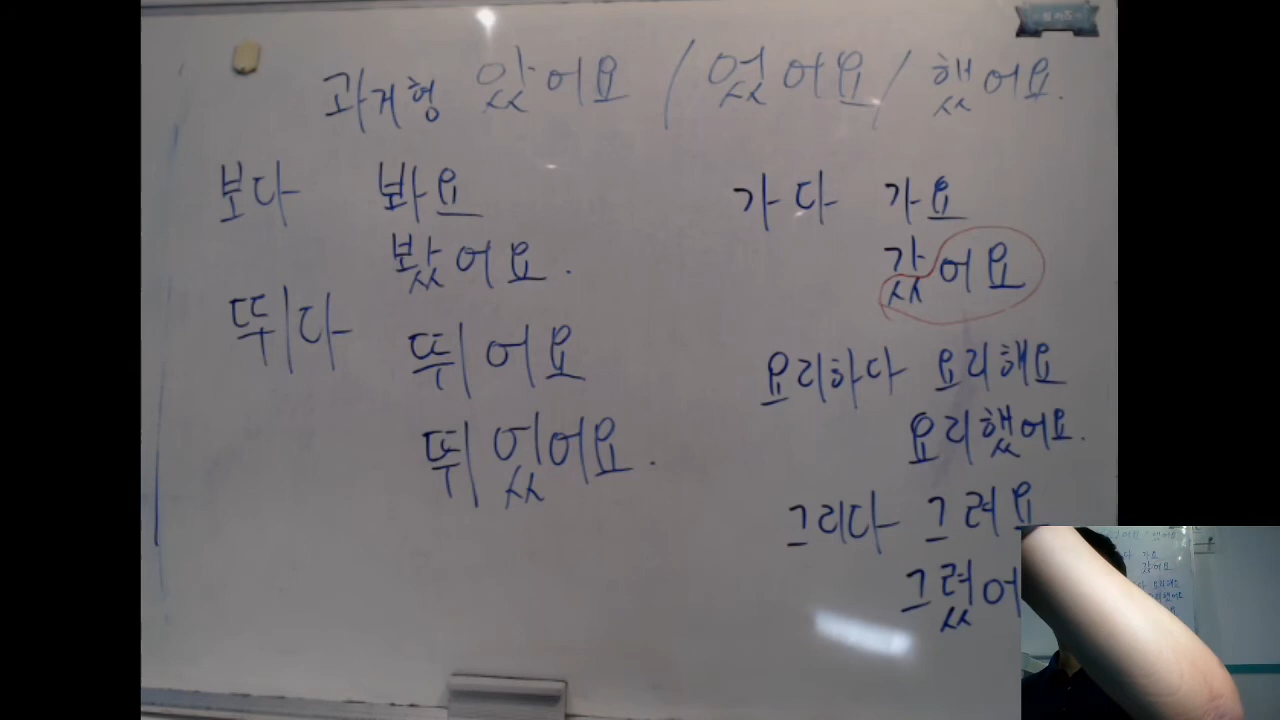 과거형 았어요 / 었어요 / 했어요.
보다 봐요
봤어요.
뛰다 뛰어요
뛰었어요.
가다 가요
갔어요
요리하다 요리해요
요리했어요.
그리다 그려요
그렸어